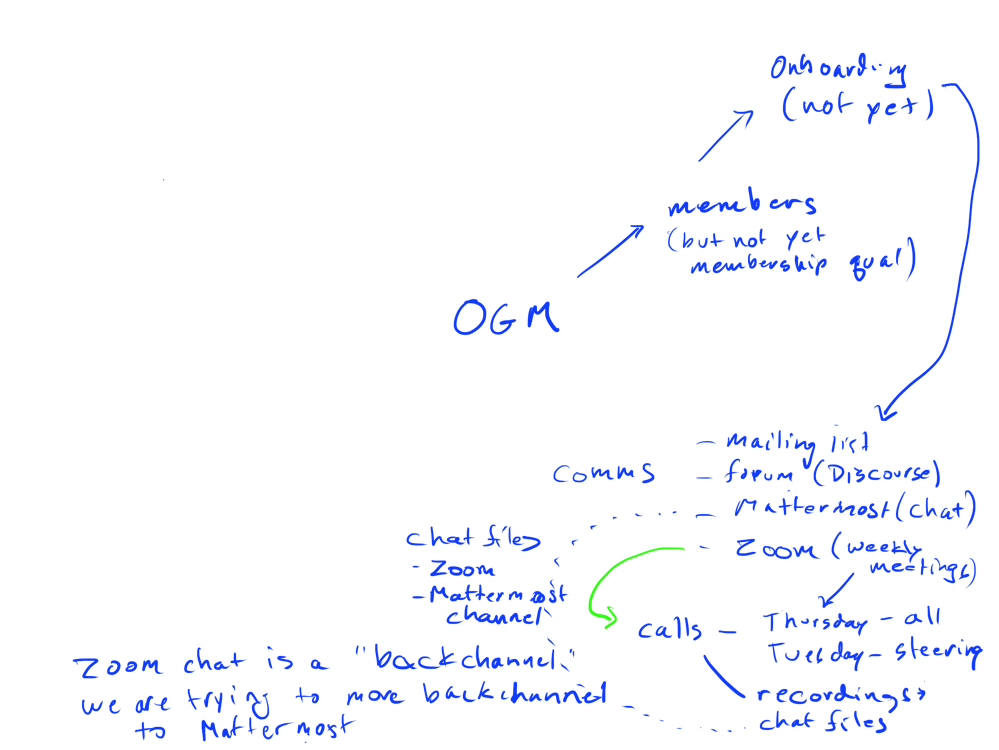 Onboarding
(not yet)
members
(but not yet
membership qual)
OGM
comms
- mailing list
- forum (Discourse)
- Mattermost (chat)
- Zoom (weekly
meetings)
chat files
- Zoom
- Mattermost
channel
calls - Thursday - all
Tuesday - steering
recordings
chat files
Zoom chat is a "backchannel"
we are trying to move backchannel
to Mattermost